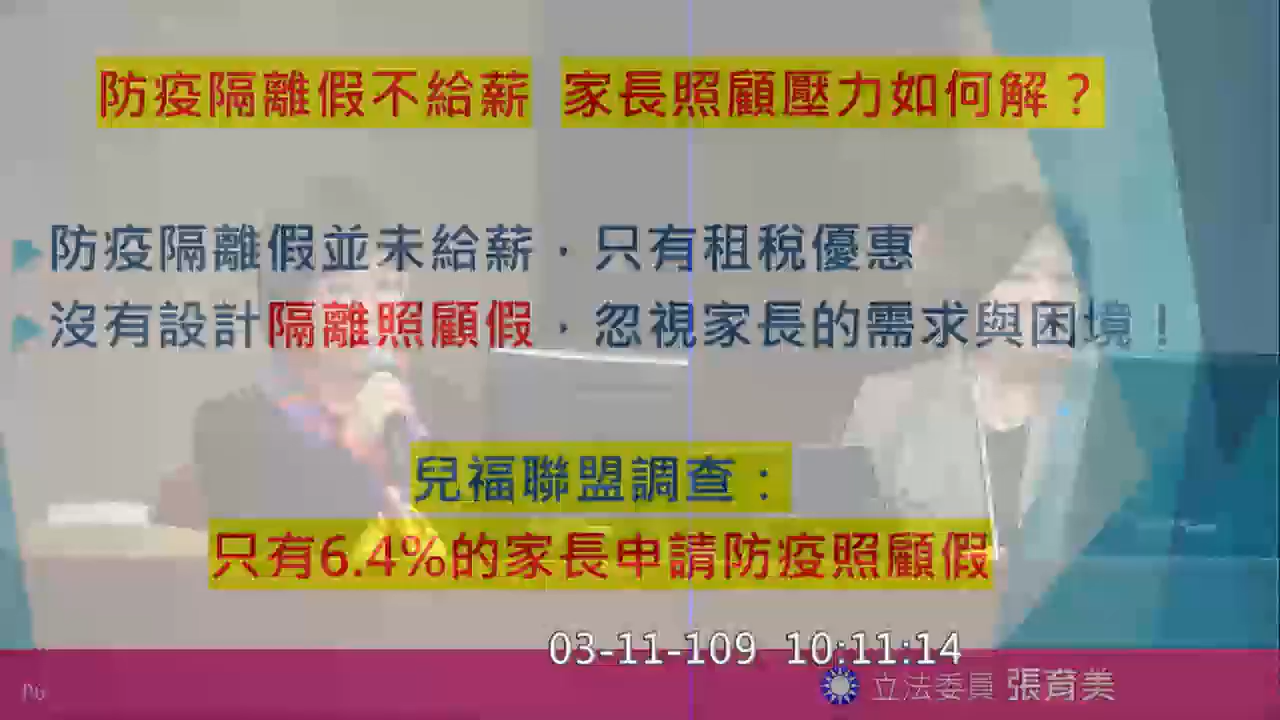 防疫隔離假不給薪 家長照顧壓力如何解？
防疫隔離假並未給薪，只有租稅優惠
沒有設計隔離照顧假，忽視家長的需求與困境！
兒福聯盟調查：
只有6.4%的家長申請防疫照顧假
03-11-109 10:11:14
立法委員 張育美
P6